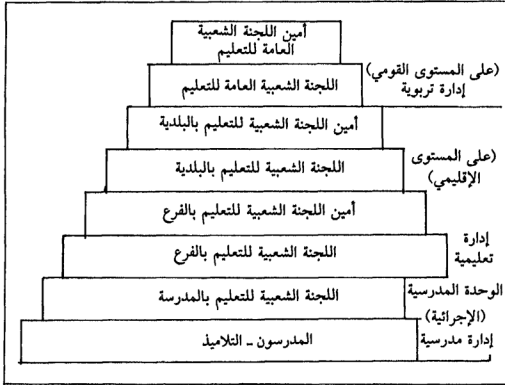 أمين اللجنة الشعبية
العامة للتعليم
(على المستوى القومي)
إدارة تربوية
اللجنة الشعبية العامة للتعليم
أمين اللجنة الشعبية للتعليم بالبلدية
(على المستوى
الإقليمي)
اللجنة الشعبية للتعليم بالبلدية
أمين اللجنة الشعبية للتعليم بالفرع
إدارة
تعليمية
اللجنة الشعبية للتعليم بالفرع
الوحدة المدرسية
اللجنة الشعبية للتعليم بالمدرسة
(الإجرائية)
إدارة مدرسية
المدرسون - التلاميذ